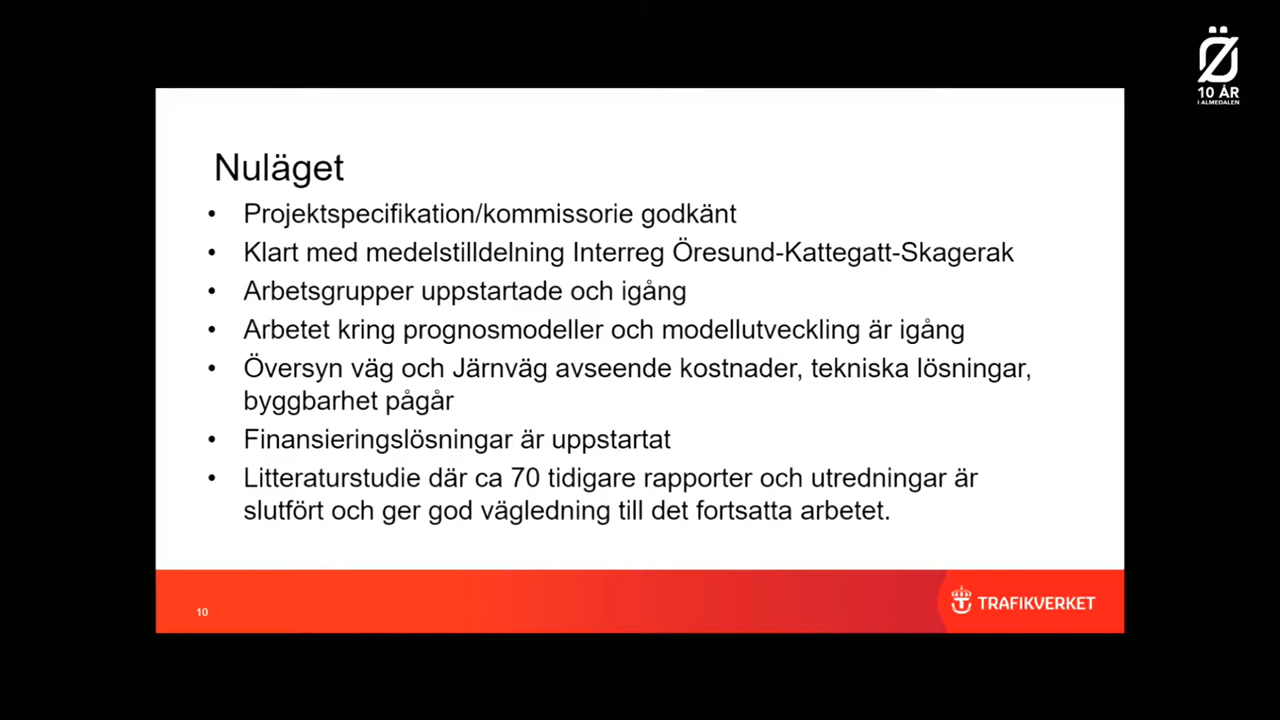 Ö
10 ÅR
I ALMEDALEN
Nuläget
• Projektspecifikation/kommissorie godkänt
• Klart med medelstilldelning Interreg Öresund-Kattegatt-Skagerak
• Arbetsgrupper uppstartade och igång
• Arbetet kring prognosmodeller och modellutveckling är igång
• Översyn väg och Järnväg avseende kostnader, tekniska lösningar,
byggbarhet pågår
• Finansieringslösningar är uppstartat
• Litteraturstudie där ca 70 tidigare rapporter och utredningar är
slutfört och ger god vägledning till det fortsatta arbetet.
10
TRAFIKVERKET